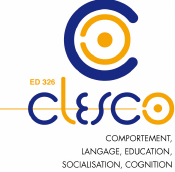 ED 326
CLESCO
COMPORTEMENT,
LANGAGE, EDUCATION,
SOCIALISATION, COGNITION